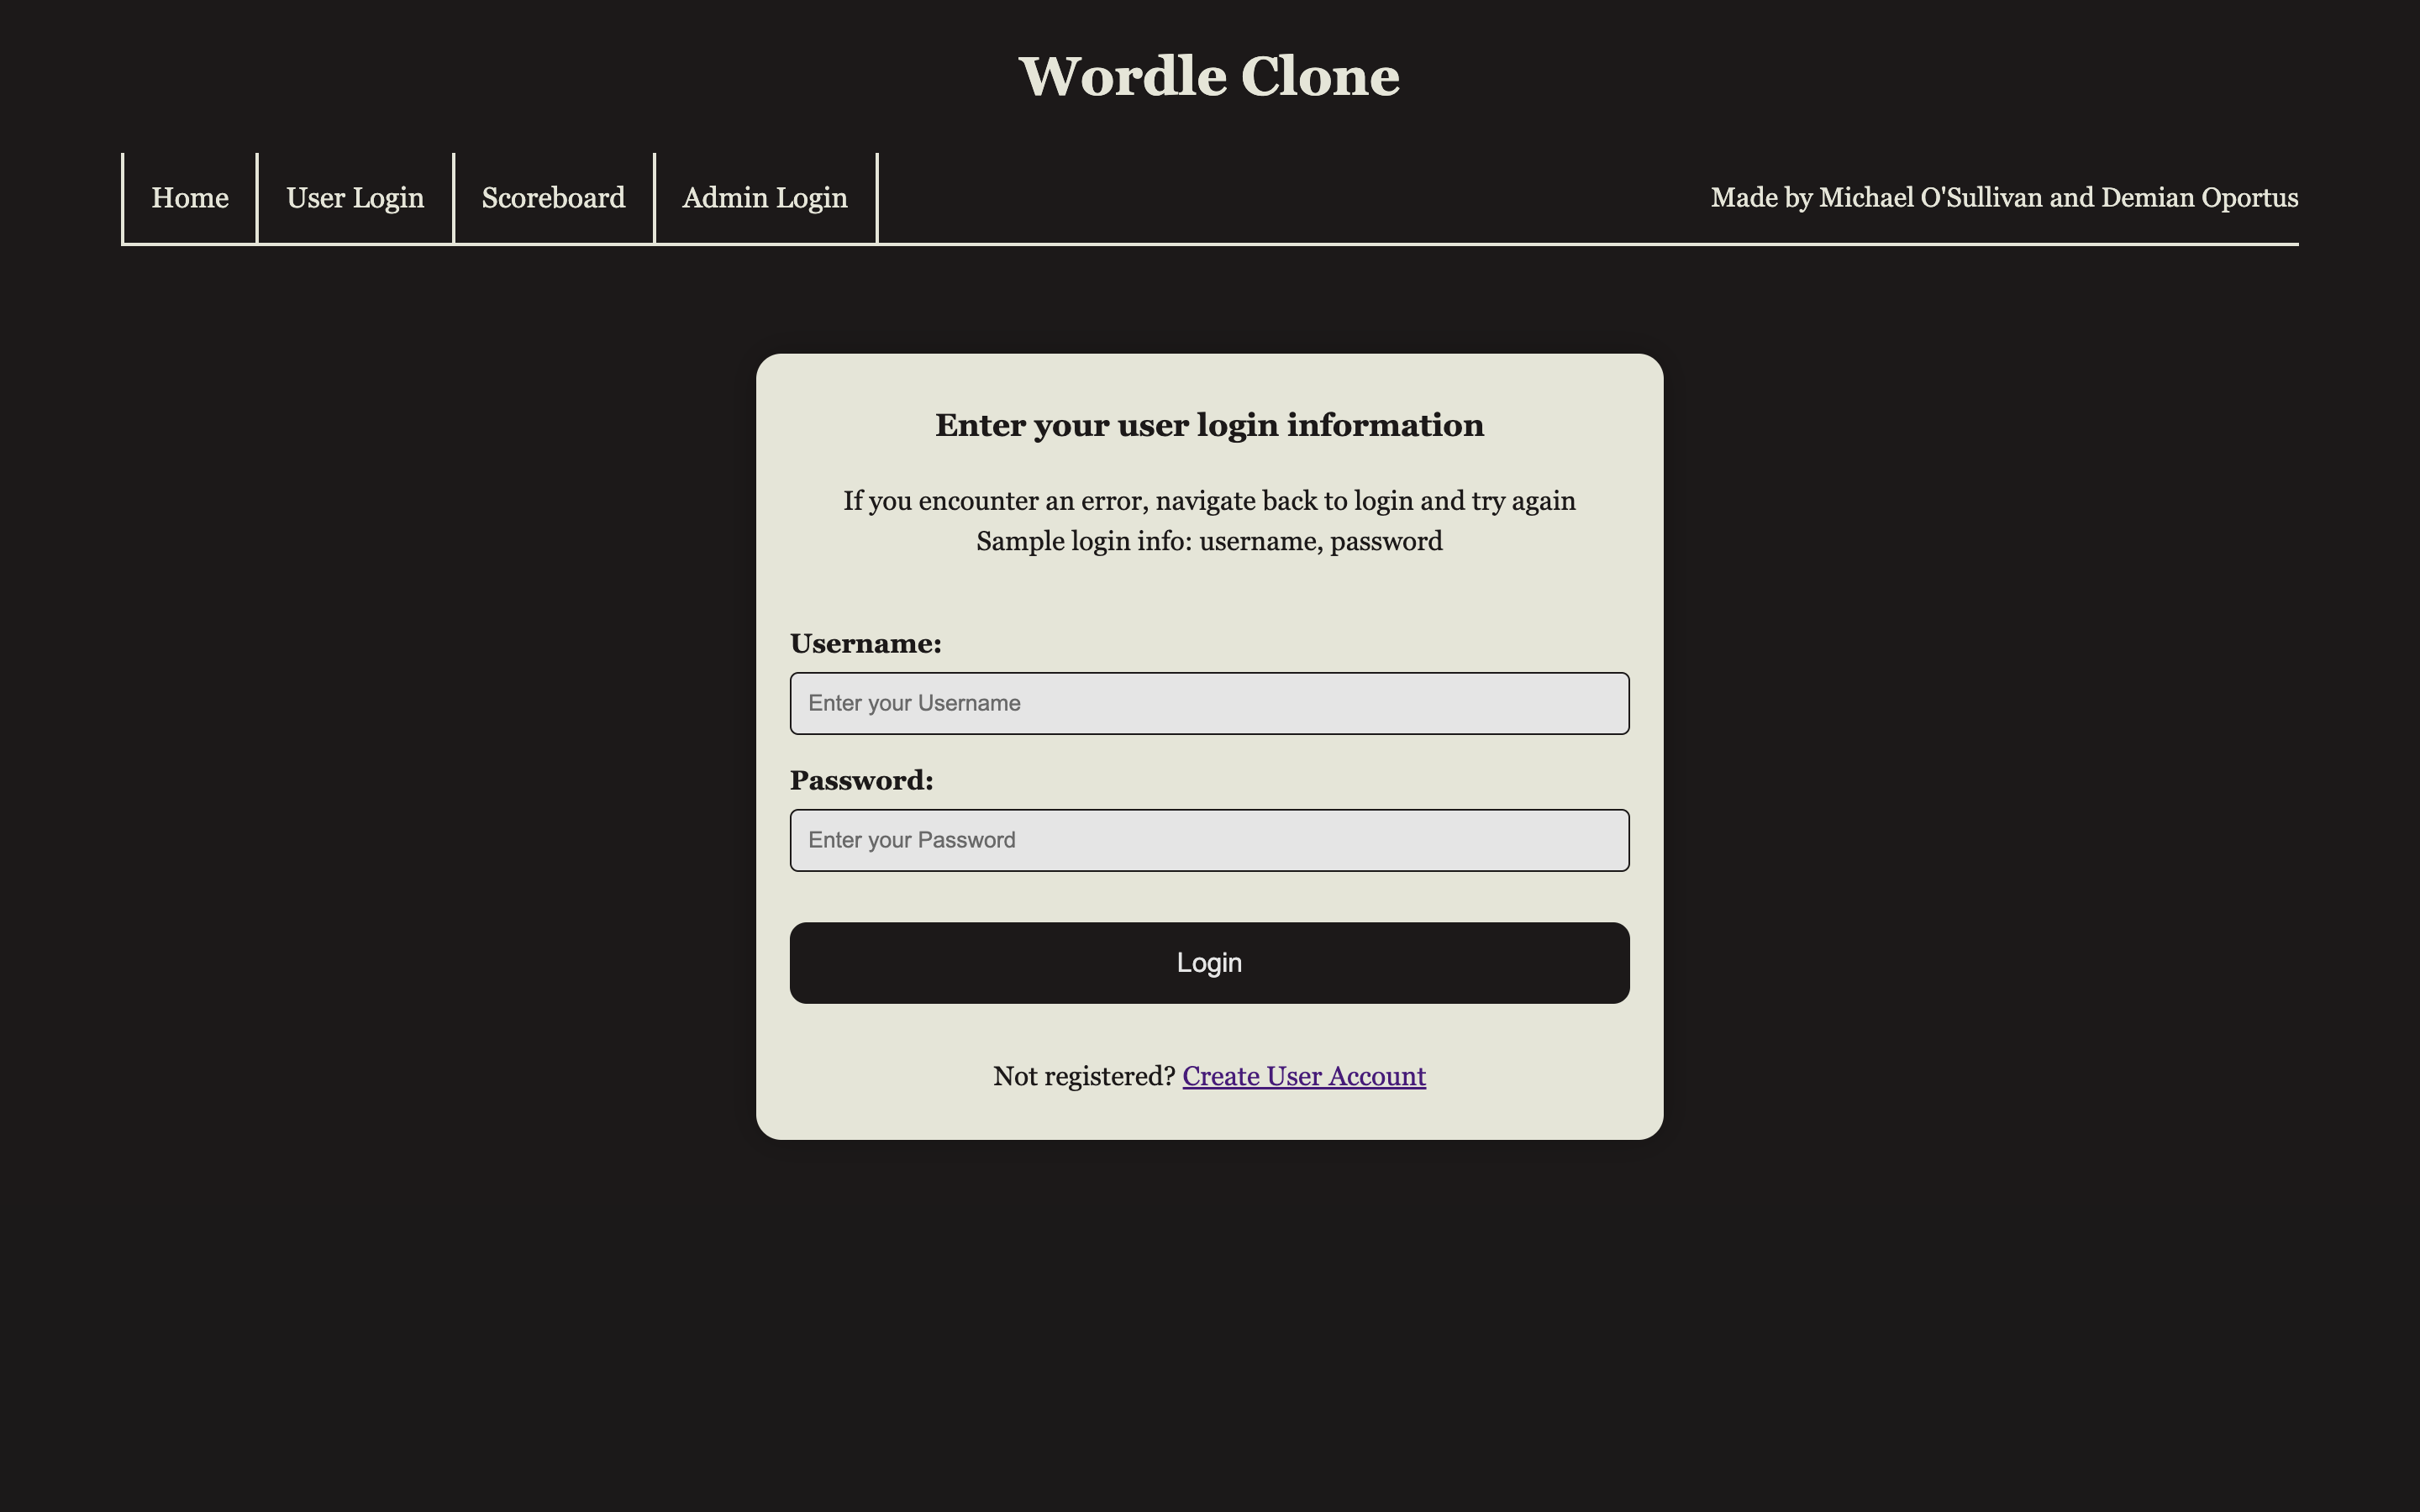 Wordle Clone
Home
User Login
Scoreboard
Admin Login
Made by Michael O'Sullivan and Demian Oportus
Enter your user login information
If you encounter an error, navigate back to login and try again
Sample login info: username, password
Username:
Enter your Username
Password:
Enter your Password
Login
Not registered? Create User Account